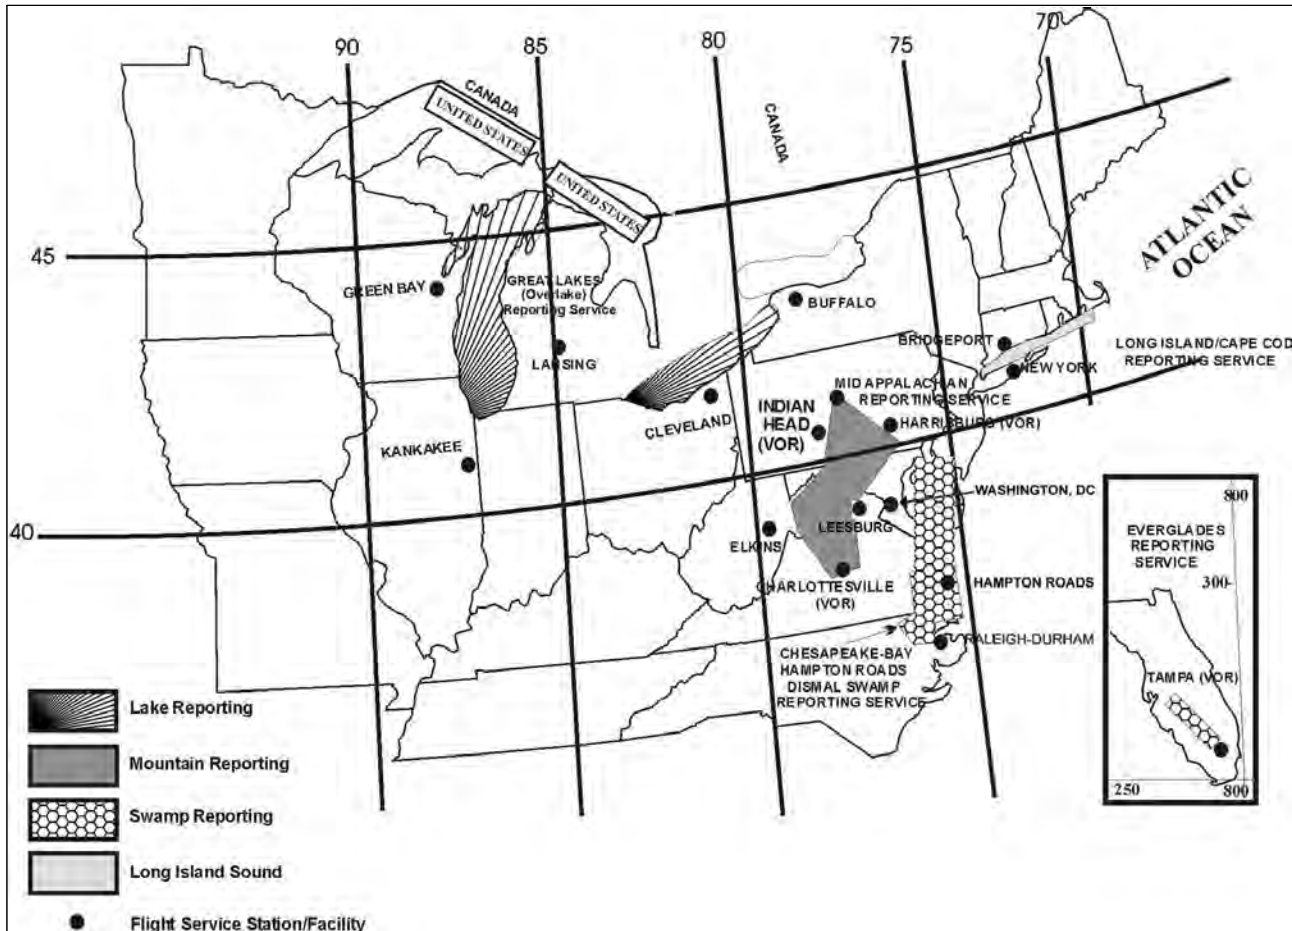 90
85
80
75
70
CANADA
UNITED STATES
CANADA
UNITED STATES
ATLANTIC
OCEAN
45
GREEN BAY
GREAT LAKES
(Overlake)
Reporting Service
BUFFALO
LANSING
BRIDGEPORT
LONG ISLAND/CAPE COD
REPORTING SERVICE
NEW YORK
MID APPALACHIAN
REPORTING SERVICE
INDIAN
HEAD
(VOR)
HARRISBURG (VOR)
CLEVELAND
KANKAKEE
WASHINGTON, DC
40
LEESBURG
ELKINS
CHARLOTTESVILLE
(VOR)
HAMPTON ROADS
RALEIGH-DURHAM
CHESAPEAKE-BAY
HAMPTON ROADS
DISMAL SWAMP
REPORTING SERVICE
800
EVERGLADES
REPORTING
SERVICE
300
TAMPA (VOR)
250
800
Lake Reporting
Mountain Reporting
Swamp Reporting
Long Island Sound
Flight Service Station/Facility